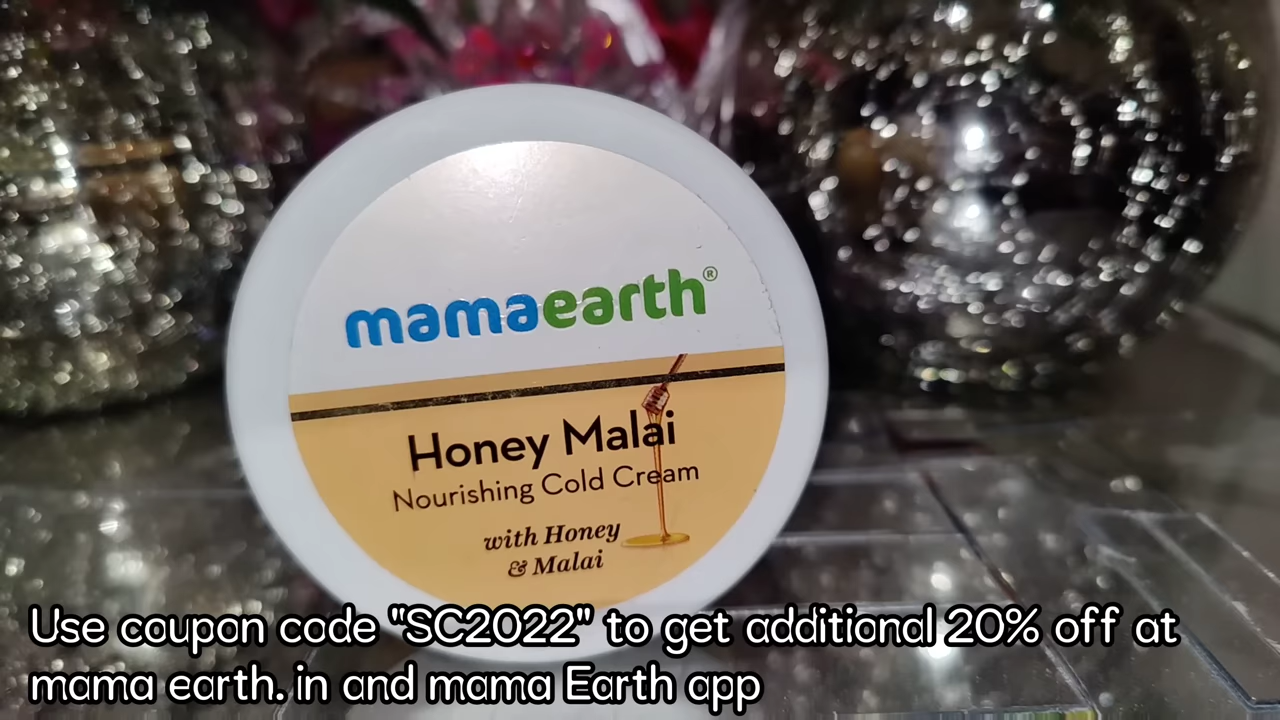 mamaearth®
Honey Malai
Nourishing Cold Cream
with Honey
& Malai
Use coupon code "SC2022" to get additional 20% off at
mama earth. in and mama Earth app